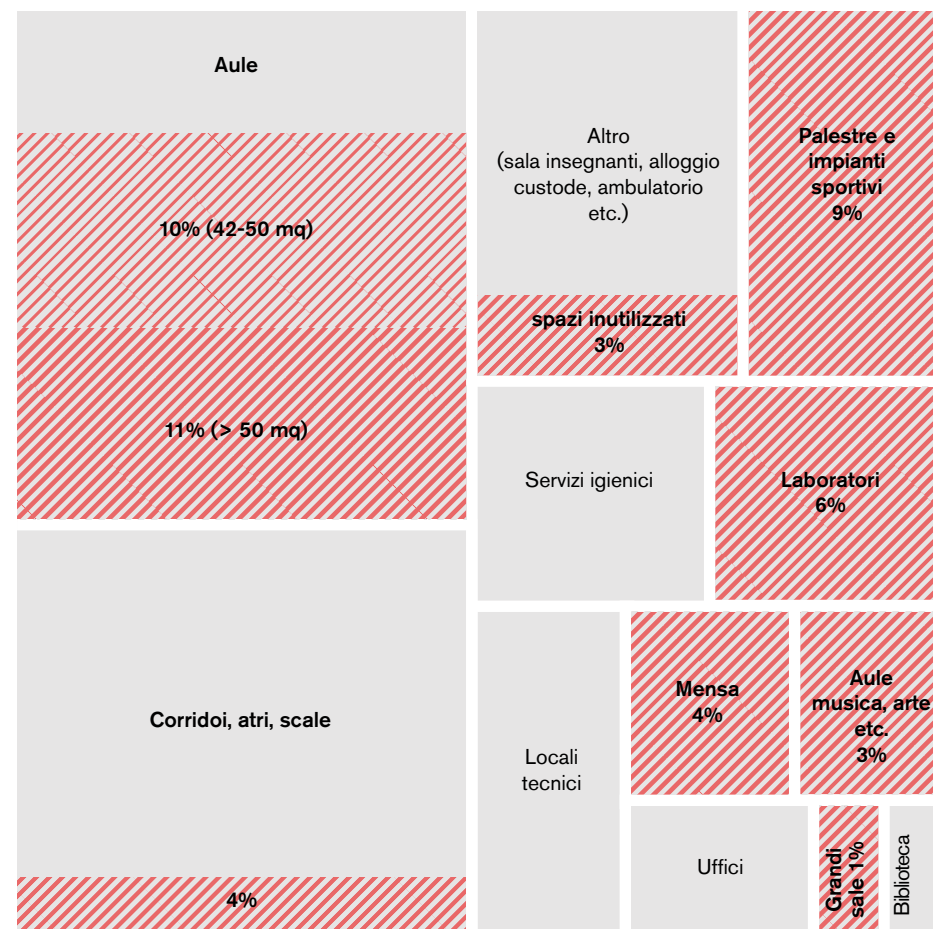 Aule
10% (42-50 mq)
11% (> 50 mq)
Corridoi, atri, scale
4%
Altro
(sala insegnanti, alloggio
custode, ambulatorio
etc.)
spazi inutilizzati
3%
Palestre e
impianti
sportivi
9%
Servizi igienici
Laboratori
6%
Locali
tecnici
Mensa
4%
Aule
musica, arte
etc.
3%
Uffici
Grandi
sale 1%
Biblioteca